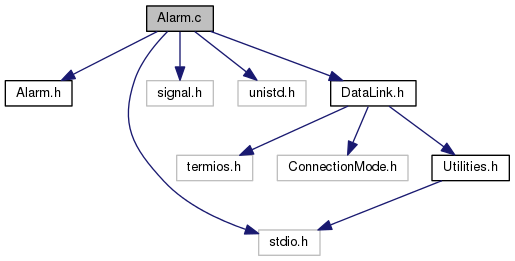 Alarm.c
Alarm.h
signal.h
unistd.h
DataLink.h
termios.h
ConnectionMode.h
Utilities.h
stdio.h